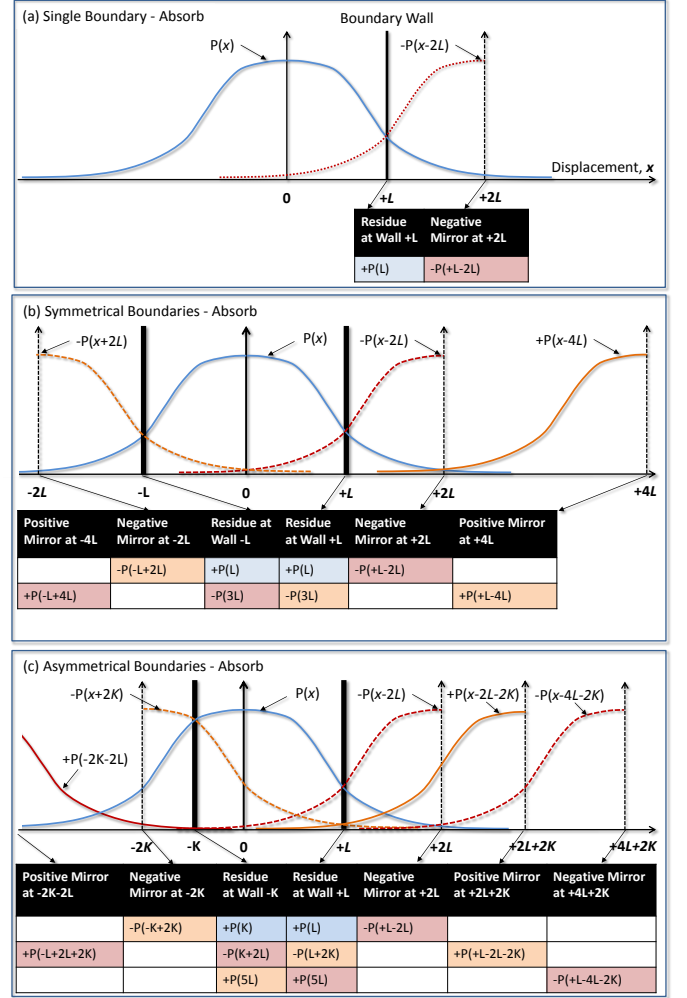 (a) Single Boundary - Absorb
Boundary Wall
P(x)
-P(x-2L)
Displacement, x
0 +L +2L
Residue at Wall +L
Negative Mirror at +2L
+P(L) -P(+L-2L)
(b) Symmetrical Boundaries - Absorb
-P(x+2L) P(x) -P(x-2L) +P(x-4L)
-2L -L 0 +L +2L +4L
Positive Mirror at -4L
Negative Mirror at -2L
Residue at Wall -L
Residue at Wall +L
Negative Mirror at +2L
Positive Mirror at +4L
-P(-L+2L) +P(L) +P(L) -P(+L-2L)
+P(-L+4L) -P(3L) -P(3L) +P(+L-4L)
(c) Asymmetrical Boundaries - Absorb
-P(x+2K) P(x) -P(x-2L) +P(x-2L-2K) -P(x-4L-2K)
+P(-2K-2L)
-2K -K 0 +L +2L +2L+2K +4L+2K
Positive Mirror at -2K-2L
Negative Mirror at -2K
Residue at Wall -K
Residue at Wall +L
Negative Mirror at +2L
Positive Mirror at +2L+2K
Negative Mirror at +4L+2K
-P(-K+2K) +P(K) +P(L) -P(+L-2L)
+P(-L+2L+2K) -P(K+2L) -P(L+2K) +P(+L-2L-2K)
+P(5L) +P(5L) -P(+L-4L-2K)